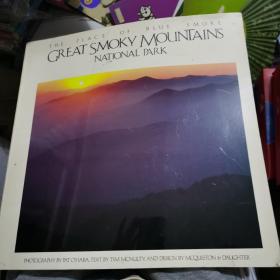 THE PLACE OF BLUE SMOKE
GREAT SMOKY MOUNTAINS
NATIONAL PARK
PHOTOGRAPHY BY PAT O'HARA, TEXT BY TIM MCNULTY, AND DESIGN BY MCQUISTON & DAUGHTER